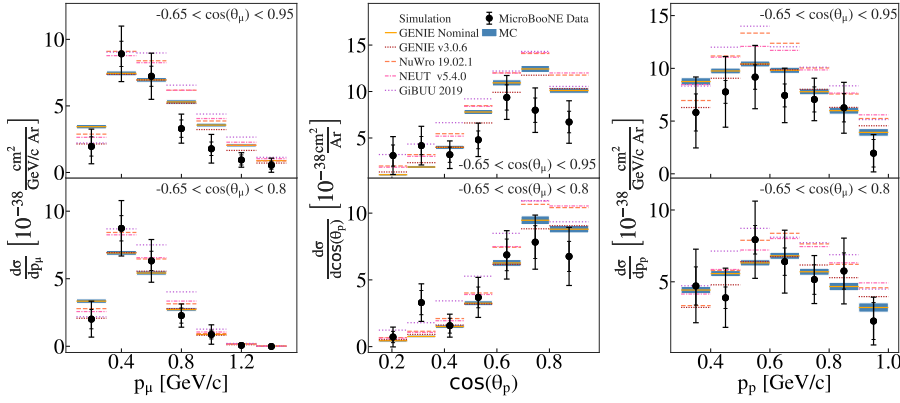 -0.65 < cos(θμ) < 0.95
10
5
0
-0.65 < cos(θμ) < 0.8
10
5
0
0.4
0.8
1.2
pμ [GeV/c]
dσ/dpμ [10⁻³⁸ cm²/GeV/c Ar]
Simulation
GENIE Nominal
GENIE v3.0.6
NuWro 19.02.1
NEUT v5.4.0
GiBUU 2019
MicroBooNE Data
MC
15
10
5
-0.65 < cos(θμ) < 0.95
-0.65 < cos(θμ) < 0.8
10
5
0
0.2
0.4
0.6
0.8
cos(θp)
dσ/dcos(θp) [10⁻³⁸ cm²/Ar]
-0.65 < cos(θμ) < 0.95
15
10
5
0
-0.65 < cos(θμ) < 0.8
10
5
0.4
0.6
0.8
1.0
pp [GeV/c]
dσ/dpp [10⁻³⁸ cm²/GeV/c Ar]